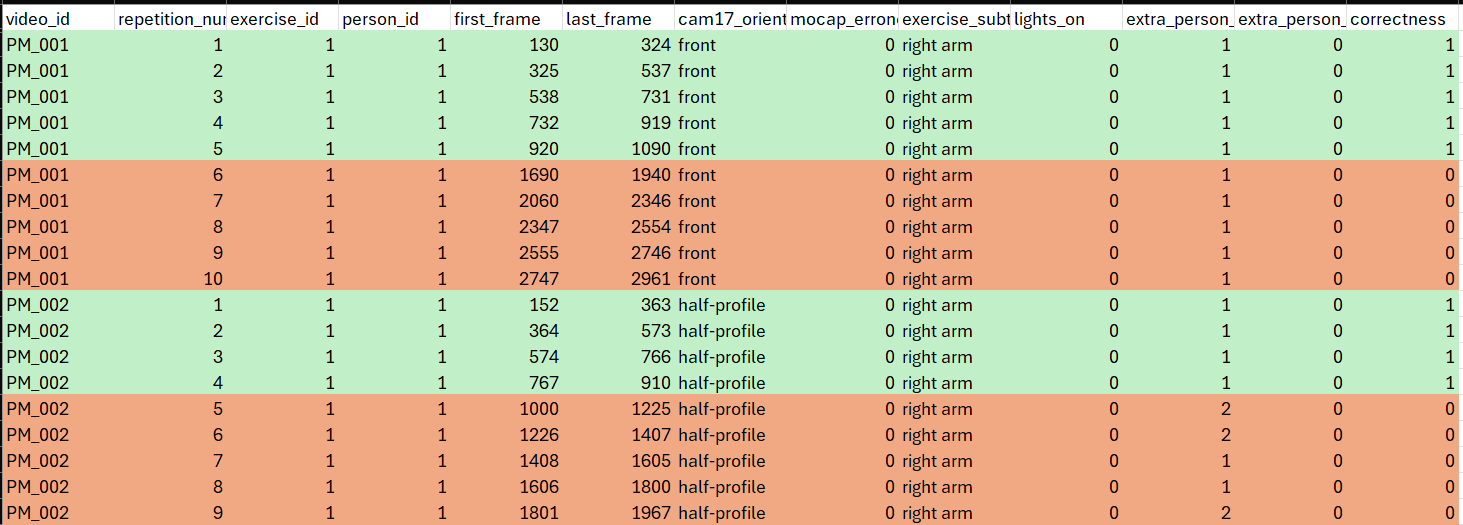 video_id repetition_nur exercise_id person_id first_frame last_frame cam17_orient mocap_errone exercise_subt lights_on extra_person_ extra_person_ correctness
PM_001 1 1 1 130 324 front 0 right arm 0 1 0 1
PM_001 2 1 1 325 537 front 0 right arm 0 1 0 1
PM_001 3 1 1 538 731 front 0 right arm 0 1 0 1
PM_001 4 1 1 732 919 front 0 right arm 0 1 0 1
PM_001 5 1 1 920 1090 front 0 right arm 0 1 0 1
PM_001 6 1 1 1690 1940 front 0 right arm 0 1 0 0
PM_001 7 1 1 2060 2346 front 0 right arm 0 1 0 0
PM_001 8 1 1 2347 2554 front 0 right arm 0 1 0 0
PM_001 9 1 1 2555 2746 front 0 right arm 0 1 0 0
PM_001 10 1 1 2747 2961 front 0 right arm 0 1 0 0
PM_002 1 1 1 152 363 half-profile 0 right arm 0 1 0 1
PM_002 2 1 1 364 573 half-profile 0 right arm 0 1 0 1
PM_002 3 1 1 574 766 half-profile 0 right arm 0 1 0 1
PM_002 4 1 1 767 910 half-profile 0 right arm 0 1 0 1
PM_002 5 1 1 1000 1225 half-profile 0 right arm 0 2 0 0
PM_002 6 1 1 1226 1407 half-profile 0 right arm 0 2 0 0
PM_002 7 1 1 1408 1605 half-profile 0 right arm 0 1 0 0
PM_002 8 1 1 1606 1800 half-profile 0 right arm 0 1 0 0
PM_002 9 1 1 1801 1967 half-profile 0 right arm 0 2 0 0